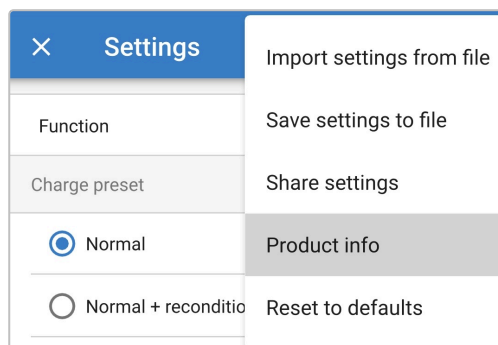 Settings
Function
Charge preset
Normal
Normal + reconditio
Import settings from file
Save settings to file
Share settings
Product info
Reset to defaults